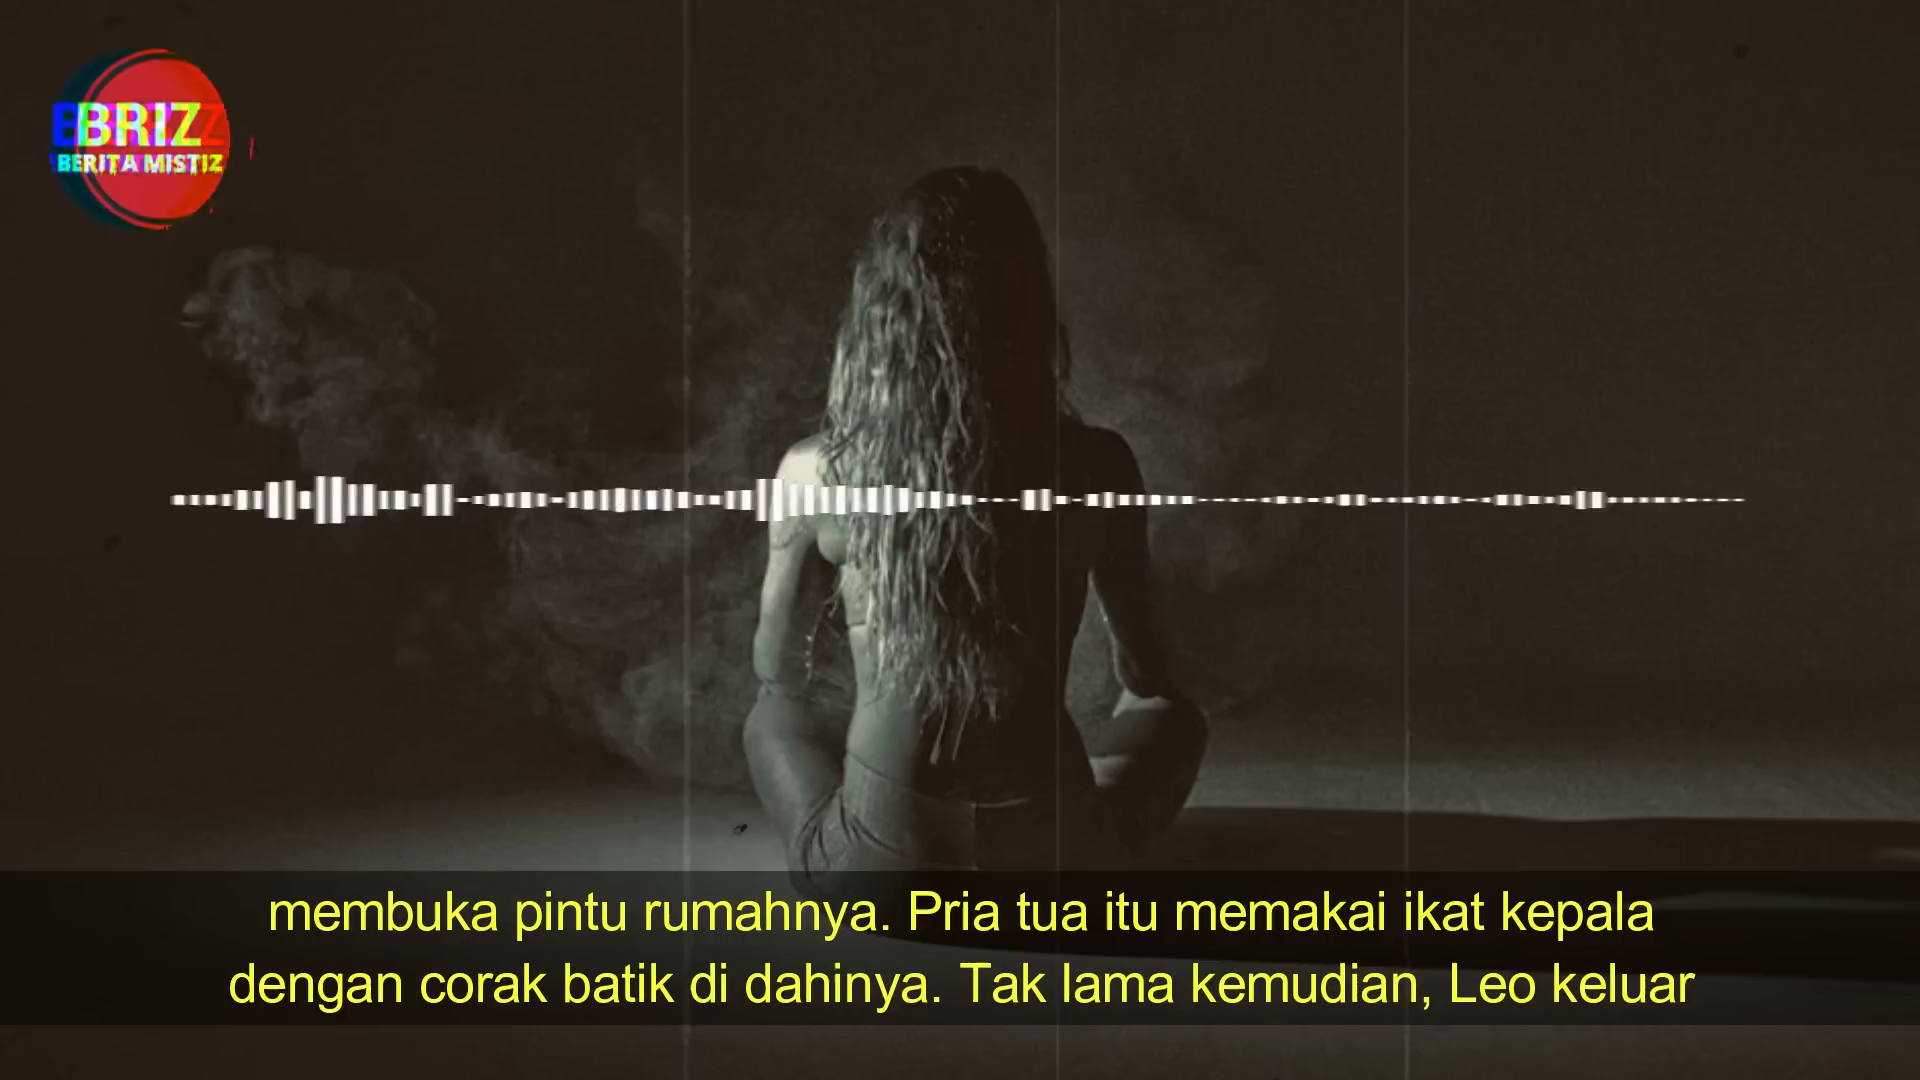 BRIZ
BERITA MISTIZ
membuka pintu rumahnya. Pria tua itu memakai ikat kepala
dengan corak batik di dahinya. Tak lama kemudian, Leo keluar